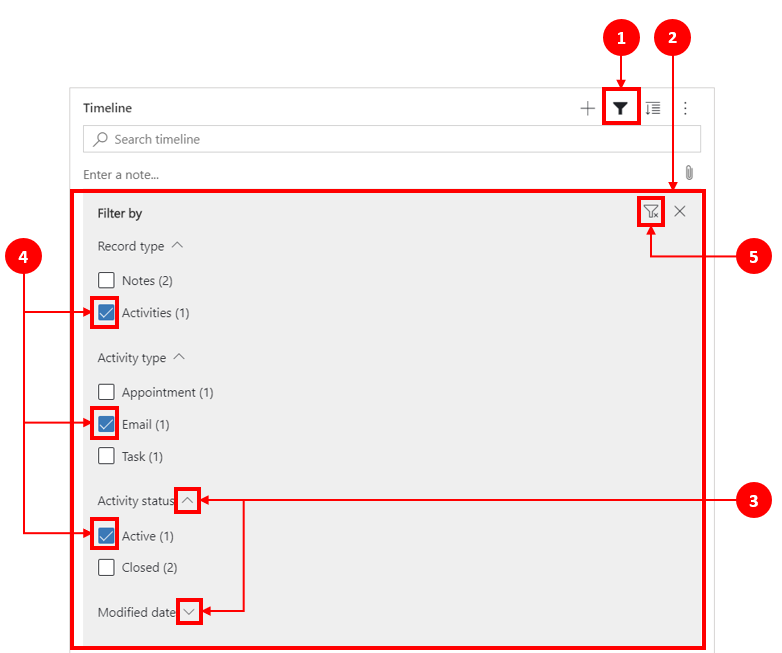 1 2
Timeline
Search timeline
Enter a note...
Filter by
4
Record type
5
Notes (2)
Activities (1)
Activity type
Appointment (1)
Email (1)
Task (1)
Activity status
3
Active (1)
Closed (2)
Modified date